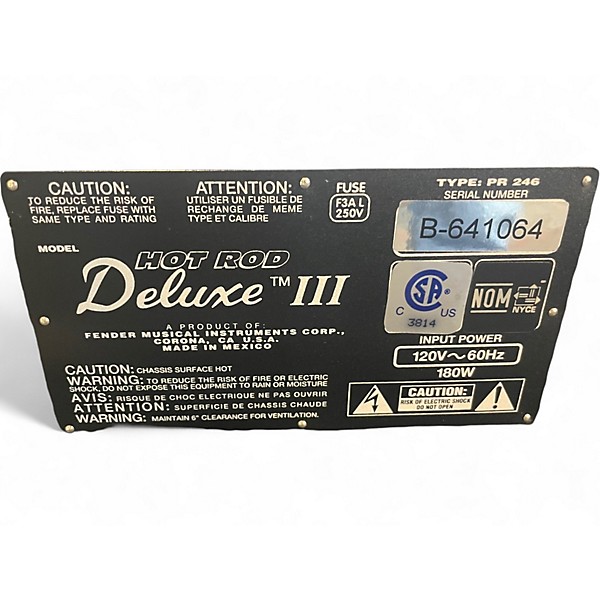 CAUTION:
TO REDUCE THE RISK OF
FIRE, REPLACE FUSE WITH
SAME TYPE AND RATING
ATTENTION:
UTILISER UN FUSIBLE DE
RECHANGE DE MEME
TYPE ET CALIBRE
FUSE
F3A L
250V
TYPE: PR 246
SERIAL NUMBER
B-641064
MODEL
HOT ROD
Deluxe™ III
A PRODUCT OF:
FENDER MUSICAL INSTRUMENTS CORP.,
CORONA, CA U.S.A.
MADE IN MEXICO
C SA US
3814
NOM
NYCE
INPUT POWER
120V~60Hz
180W
CAUTION: CHASSIS SURFACE HOT
WARNING: TO REDUCE THE RISK OF FIRE OR ELECTRIC
SHOCK, DO NOT EXPOSE THIS EQUIPMENT TO RAIN OR MOISTURE
AVIS: RISQUE DE CHOC ELECTRIQUE NE PAS OUVRIR
ATTENTION: SUPERFICIE DE CHASSIS CHAUDE
WARNING: MAINTAIN 6" CLEARANCE FOR VENTILATION.
CAUTION:
RISK OF ELECTRIC SHOCK
DO NOT OPEN